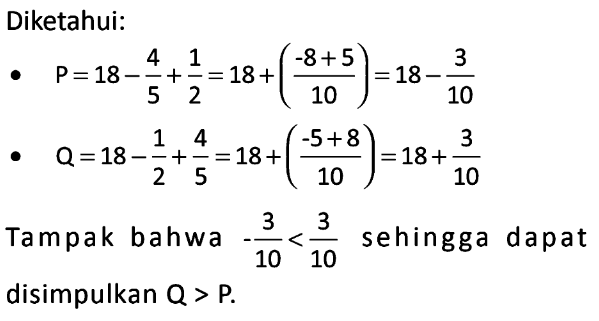 Diketahui:
• P = 18 − 4/5 + 1/2 = 18 + ((-8 + 5)/10) = 18 − 3/10
• Q = 18 − 1/2 + 4/5 = 18 + ((-5 + 8)/10) = 18 + 3/10
Tampak bahwa -3/10 < 3/10 sehingga dapat
disimpulkan Q > P.